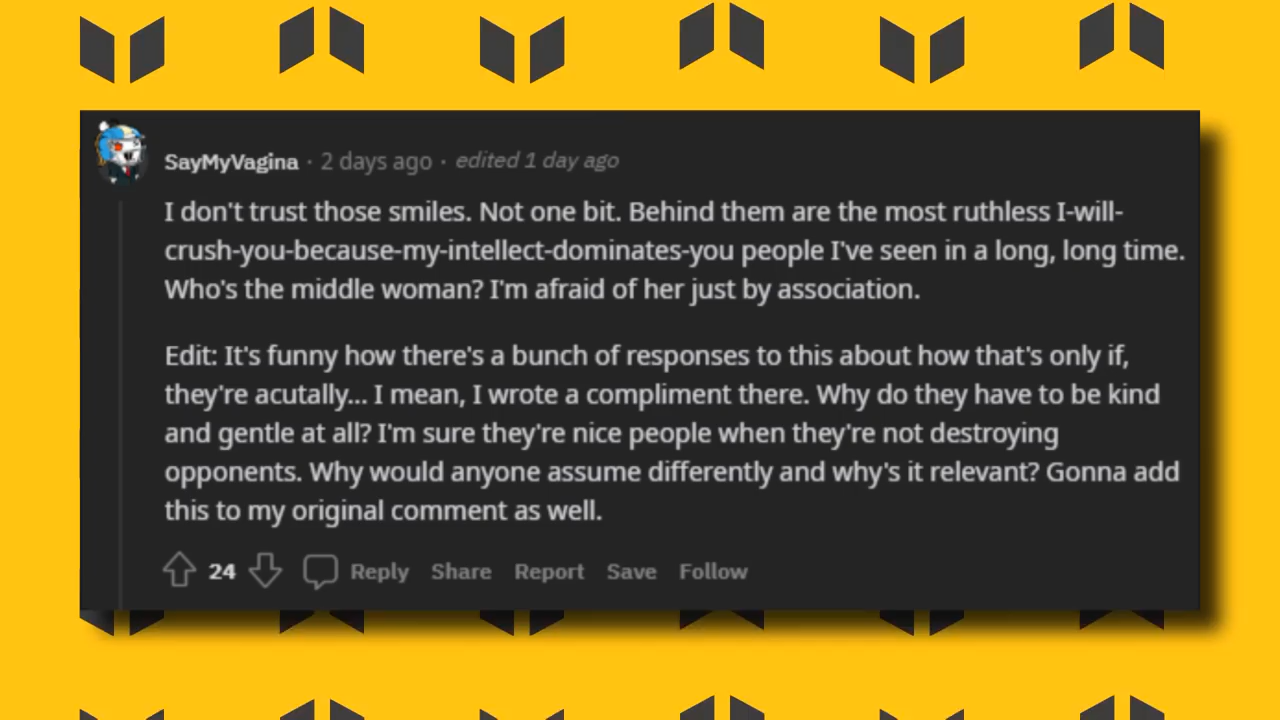 SayMyVagina · 2 days ago · edited 1 day ago
I don't trust those smiles. Not one bit. Behind them are the most ruthless I-will-
crush-you-because-my-intellect-dominates-you people I've seen in a long, long time.
Who's the middle woman? I'm afraid of her just by association.
Edit: It's funny how there's a bunch of responses to this about how that's only if,
they're acutally... I mean, I wrote a compliment there. Why do they have to be kind
and gentle at all? I'm sure they're nice people when they're not destroying
opponents. Why would anyone assume differently and why's it relevant? Gonna add
this to my original comment as well.
24 Reply Share Report Save Follow